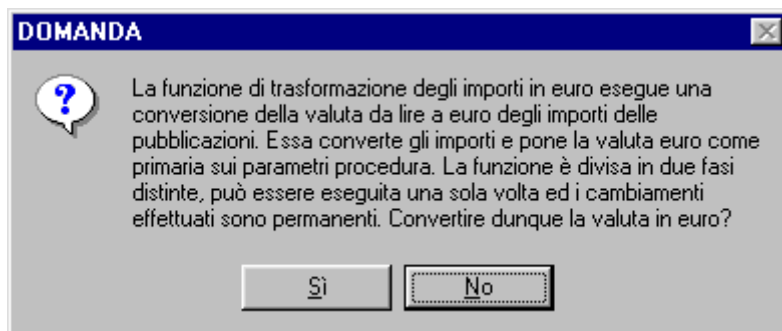 DOMANDA
La funzione di trasformazione degli importi in euro esegue una
conversione della valuta da lire a euro degli importi delle
pubblicazioni. Essa converte gli importi e pone la valuta euro come
primaria sui parametri procedura. La funzione è divisa in due fasi
distinte, può essere eseguita una sola volta ed i cambiamenti
effettuati sono permanenti. Convertire dunque la valuta in euro?
Sì
No